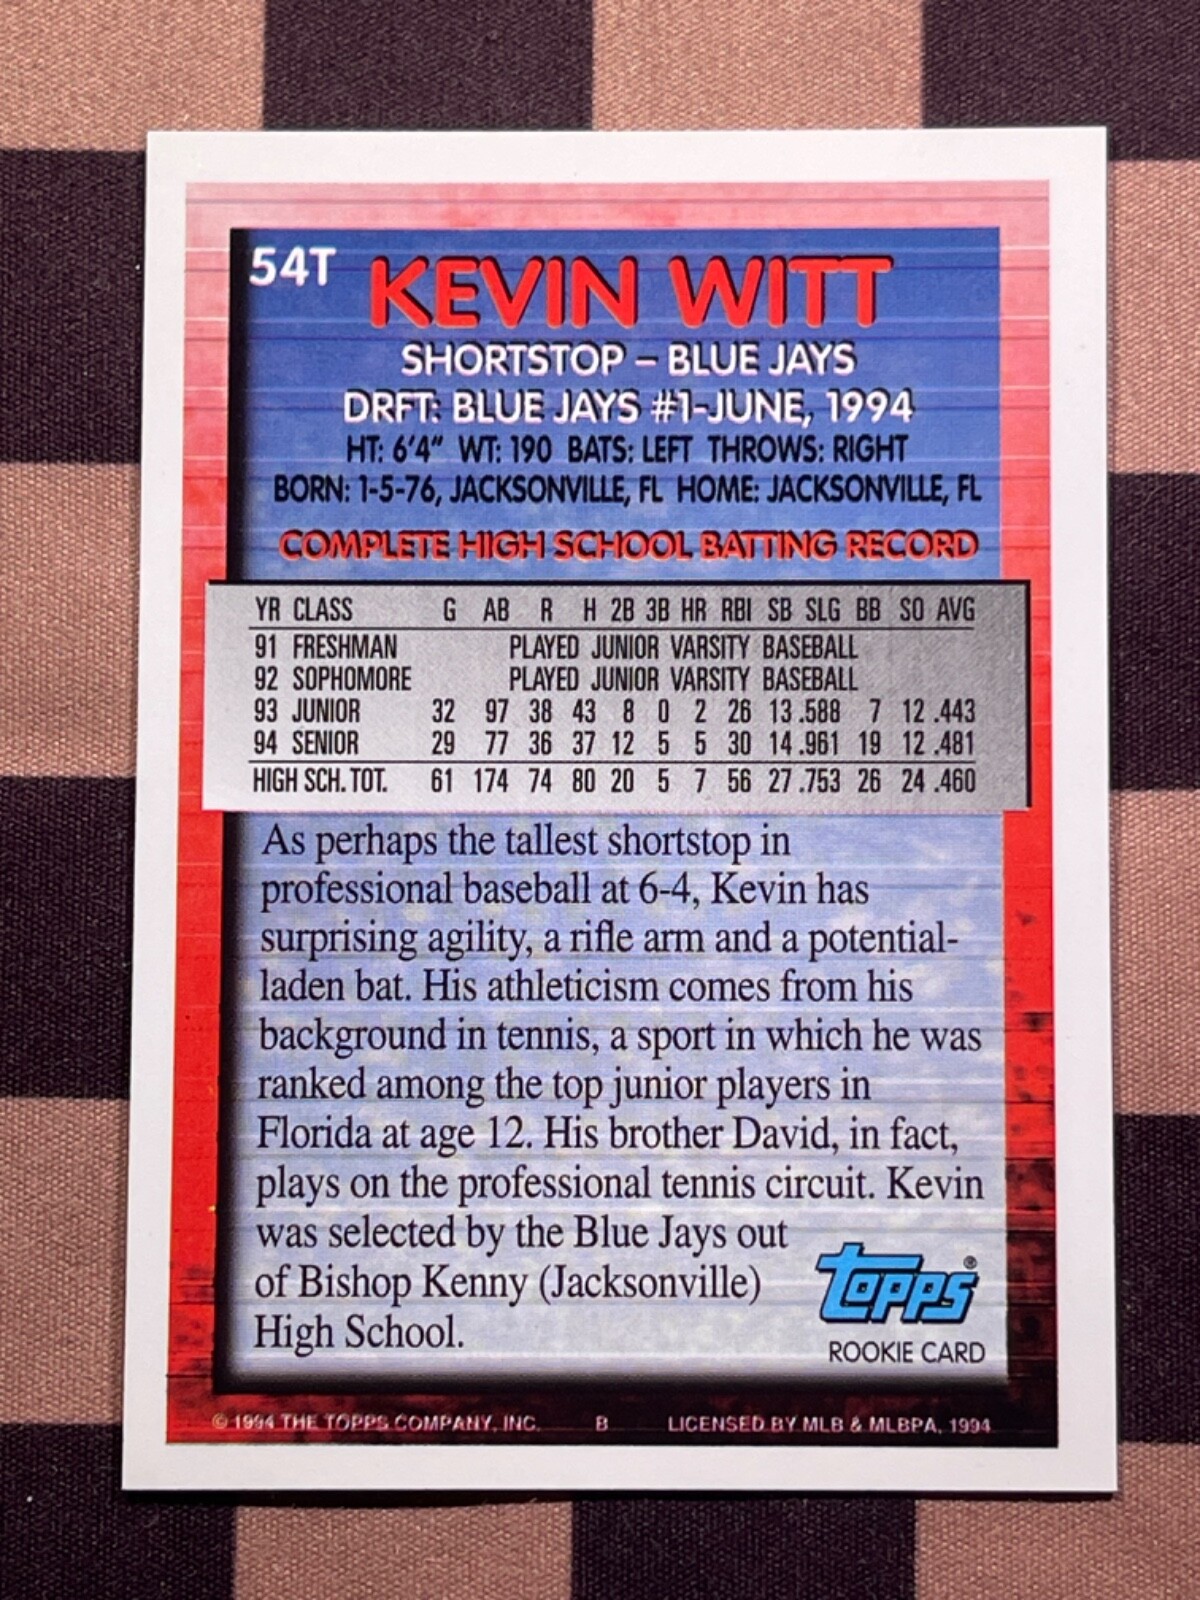 54T
KEVIN WITT
SHORTSTOP – BLUE JAYS
DRFT: BLUE JAYS #1-JUNE, 1994
HT: 6'4" WT: 190 BATS: LEFT THROWS: RIGHT
BORN: 1-5-76, JACKSONVILLE, FL HOME: JACKSONVILLE, FL
COMPLETE HIGH SCHOOL BATTING RECORD
YR CLASS G AB R H 2B 3B HR RBI SB SLG BB SO AVG
91 FRESHMAN PLAYED JUNIOR VARSITY BASEBALL
92 SOPHOMORE PLAYED JUNIOR VARSITY BASEBALL
93 JUNIOR 32 97 38 43 8 0 2 26 13 .588 7 12 .443
94 SENIOR 29 77 36 37 12 5 5 30 14 .961 19 12 .481
HIGH SCH. TOT. 61 174 74 80 20 5 7 56 27 .753 26 24 .460
As perhaps the tallest shortstop in
professional baseball at 6-4, Kevin has
surprising agility, a rifle arm and a potential-
laden bat. His athleticism comes from his
background in tennis, a sport in which he was
ranked among the top junior players in
Florida at age 12. His brother David, in fact,
plays on the professional tennis circuit. Kevin
was selected by the Blue Jays out
of Bishop Kenny (Jacksonville)
High School.
Topps®
ROOKIE CARD
© 1994 THE TOPPS COMPANY, INC. B LICENSED BY MLB & MLBPA, 1994